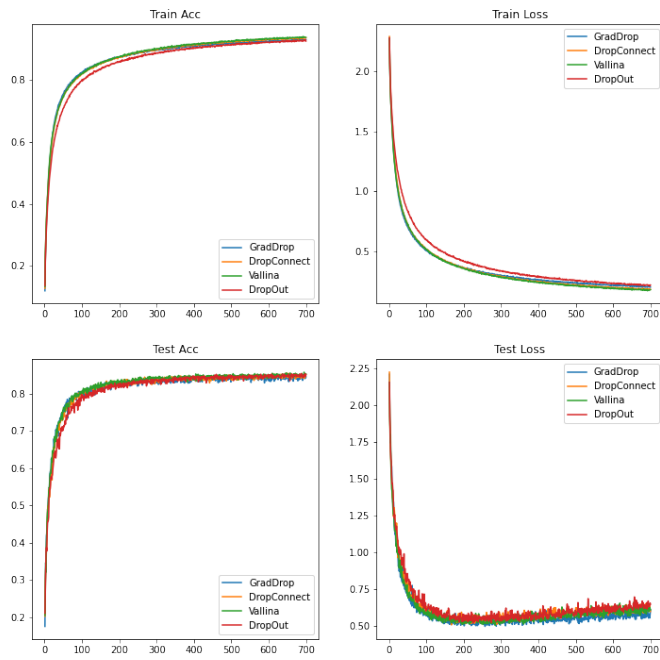 Train Acc
0.8
0.6
0.4
0.2
0 100 200 300 400 500 600 700
GradDrop
DropConnect
Vallina
DropOut
Train Loss
2.0
1.5
1.0
0.5
0 100 200 300 400 500 600 700
GradDrop
DropConnect
Vallina
DropOut
Test Acc
0.8
0.7
0.6
0.5
0.4
0.3
0.2
0 100 200 300 400 500 600 700
GradDrop
DropConnect
Vallina
DropOut
Test Loss
2.25
2.00
1.75
1.50
1.25
1.00
0.75
0.50
0 100 200 300 400 500 600 700
GradDrop
DropConnect
Vallina
DropOut